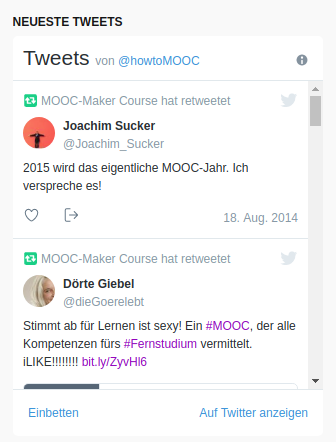 NEUESTE TWEETS
Tweets von @howtoMOOC
MOOC-Maker Course hat retweetet
Joachim Sucker
@Joachim_Sucker
2015 wird das eigentliche MOOC-Jahr. Ich
verspreche es!
18. Aug. 2014
MOOC-Maker Course hat retweetet
Dörte Giebel
@dieGoerelebt
Stimmt ab für Lernen ist sexy! Ein #MOOC, der alle
Kompetenzen fürs #Fernstudium vermittelt.
iLIKE!!!!!!!! bit.ly/ZyvHl6
Einbetten
Auf Twitter anzeigen